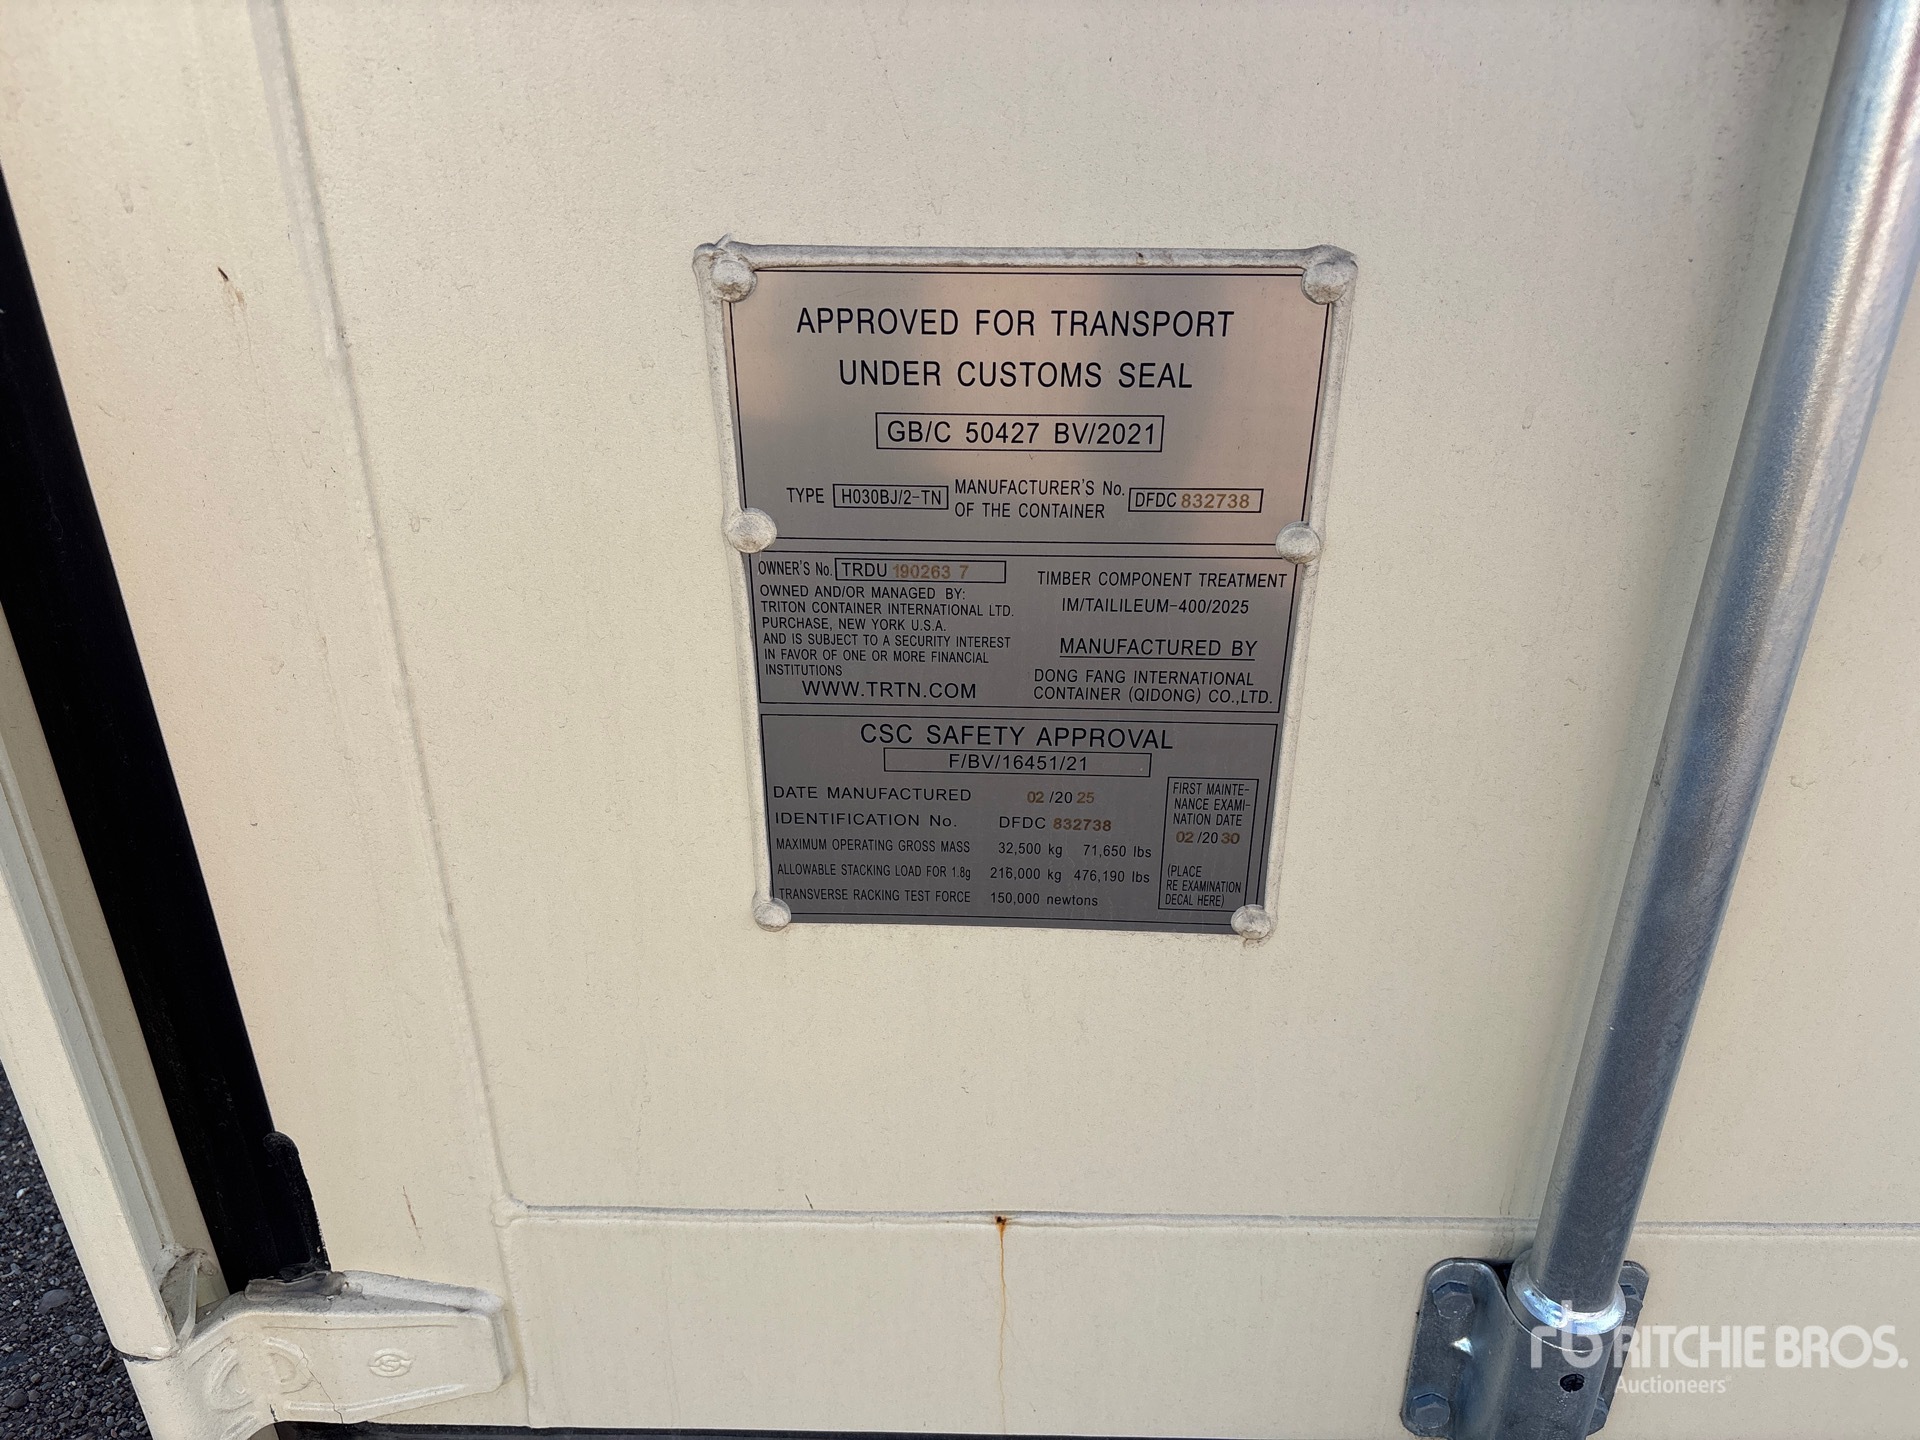 APPROVED FOR TRANSPORT
UNDER CUSTOMS SEAL
GB/C 50427 BV/2021
TYPE H030BJ/2-TN MANUFACTURER'S No. OF THE CONTAINER DFDC 832738
OWNER'S No. TRDU 190263 7
OWNED AND/OR MANAGED BY:
TRITON CONTAINER INTERNATIONAL LTD.
PURCHASE, NEW YORK U.S.A.
AND IS SUBJECT TO A SECURITY INTEREST
IN FAVOR OF ONE OR MORE FINANCIAL
INSTITUTIONS
WWW.TRTN.COM
TIMBER COMPONENT TREATMENT
IM/TAILILEUM-400/2025
MANUFACTURED BY
DONG FANG INTERNATIONAL
CONTAINER (QIDONG) CO.,LTD.
CSC SAFETY APPROVAL
F/BV/16451/21
DATE MANUFACTURED 02 /20 25
IDENTIFICATION No. DFDC 832738
MAXIMUM OPERATING GROSS MASS 32,500 kg 71,650 lbs
ALLOWABLE STACKING LOAD FOR 1.8g 216,000 kg 476,190 lbs
TRANSVERSE RACKING TEST FORCE 150,000 newtons
FIRST MAINTE-
NANCE EXAMI-
NATION DATE
02 /20 30
(PLACE
RE EXAMINATION
DECAL HERE)
rb RITCHIE BROS.
Auctioneers